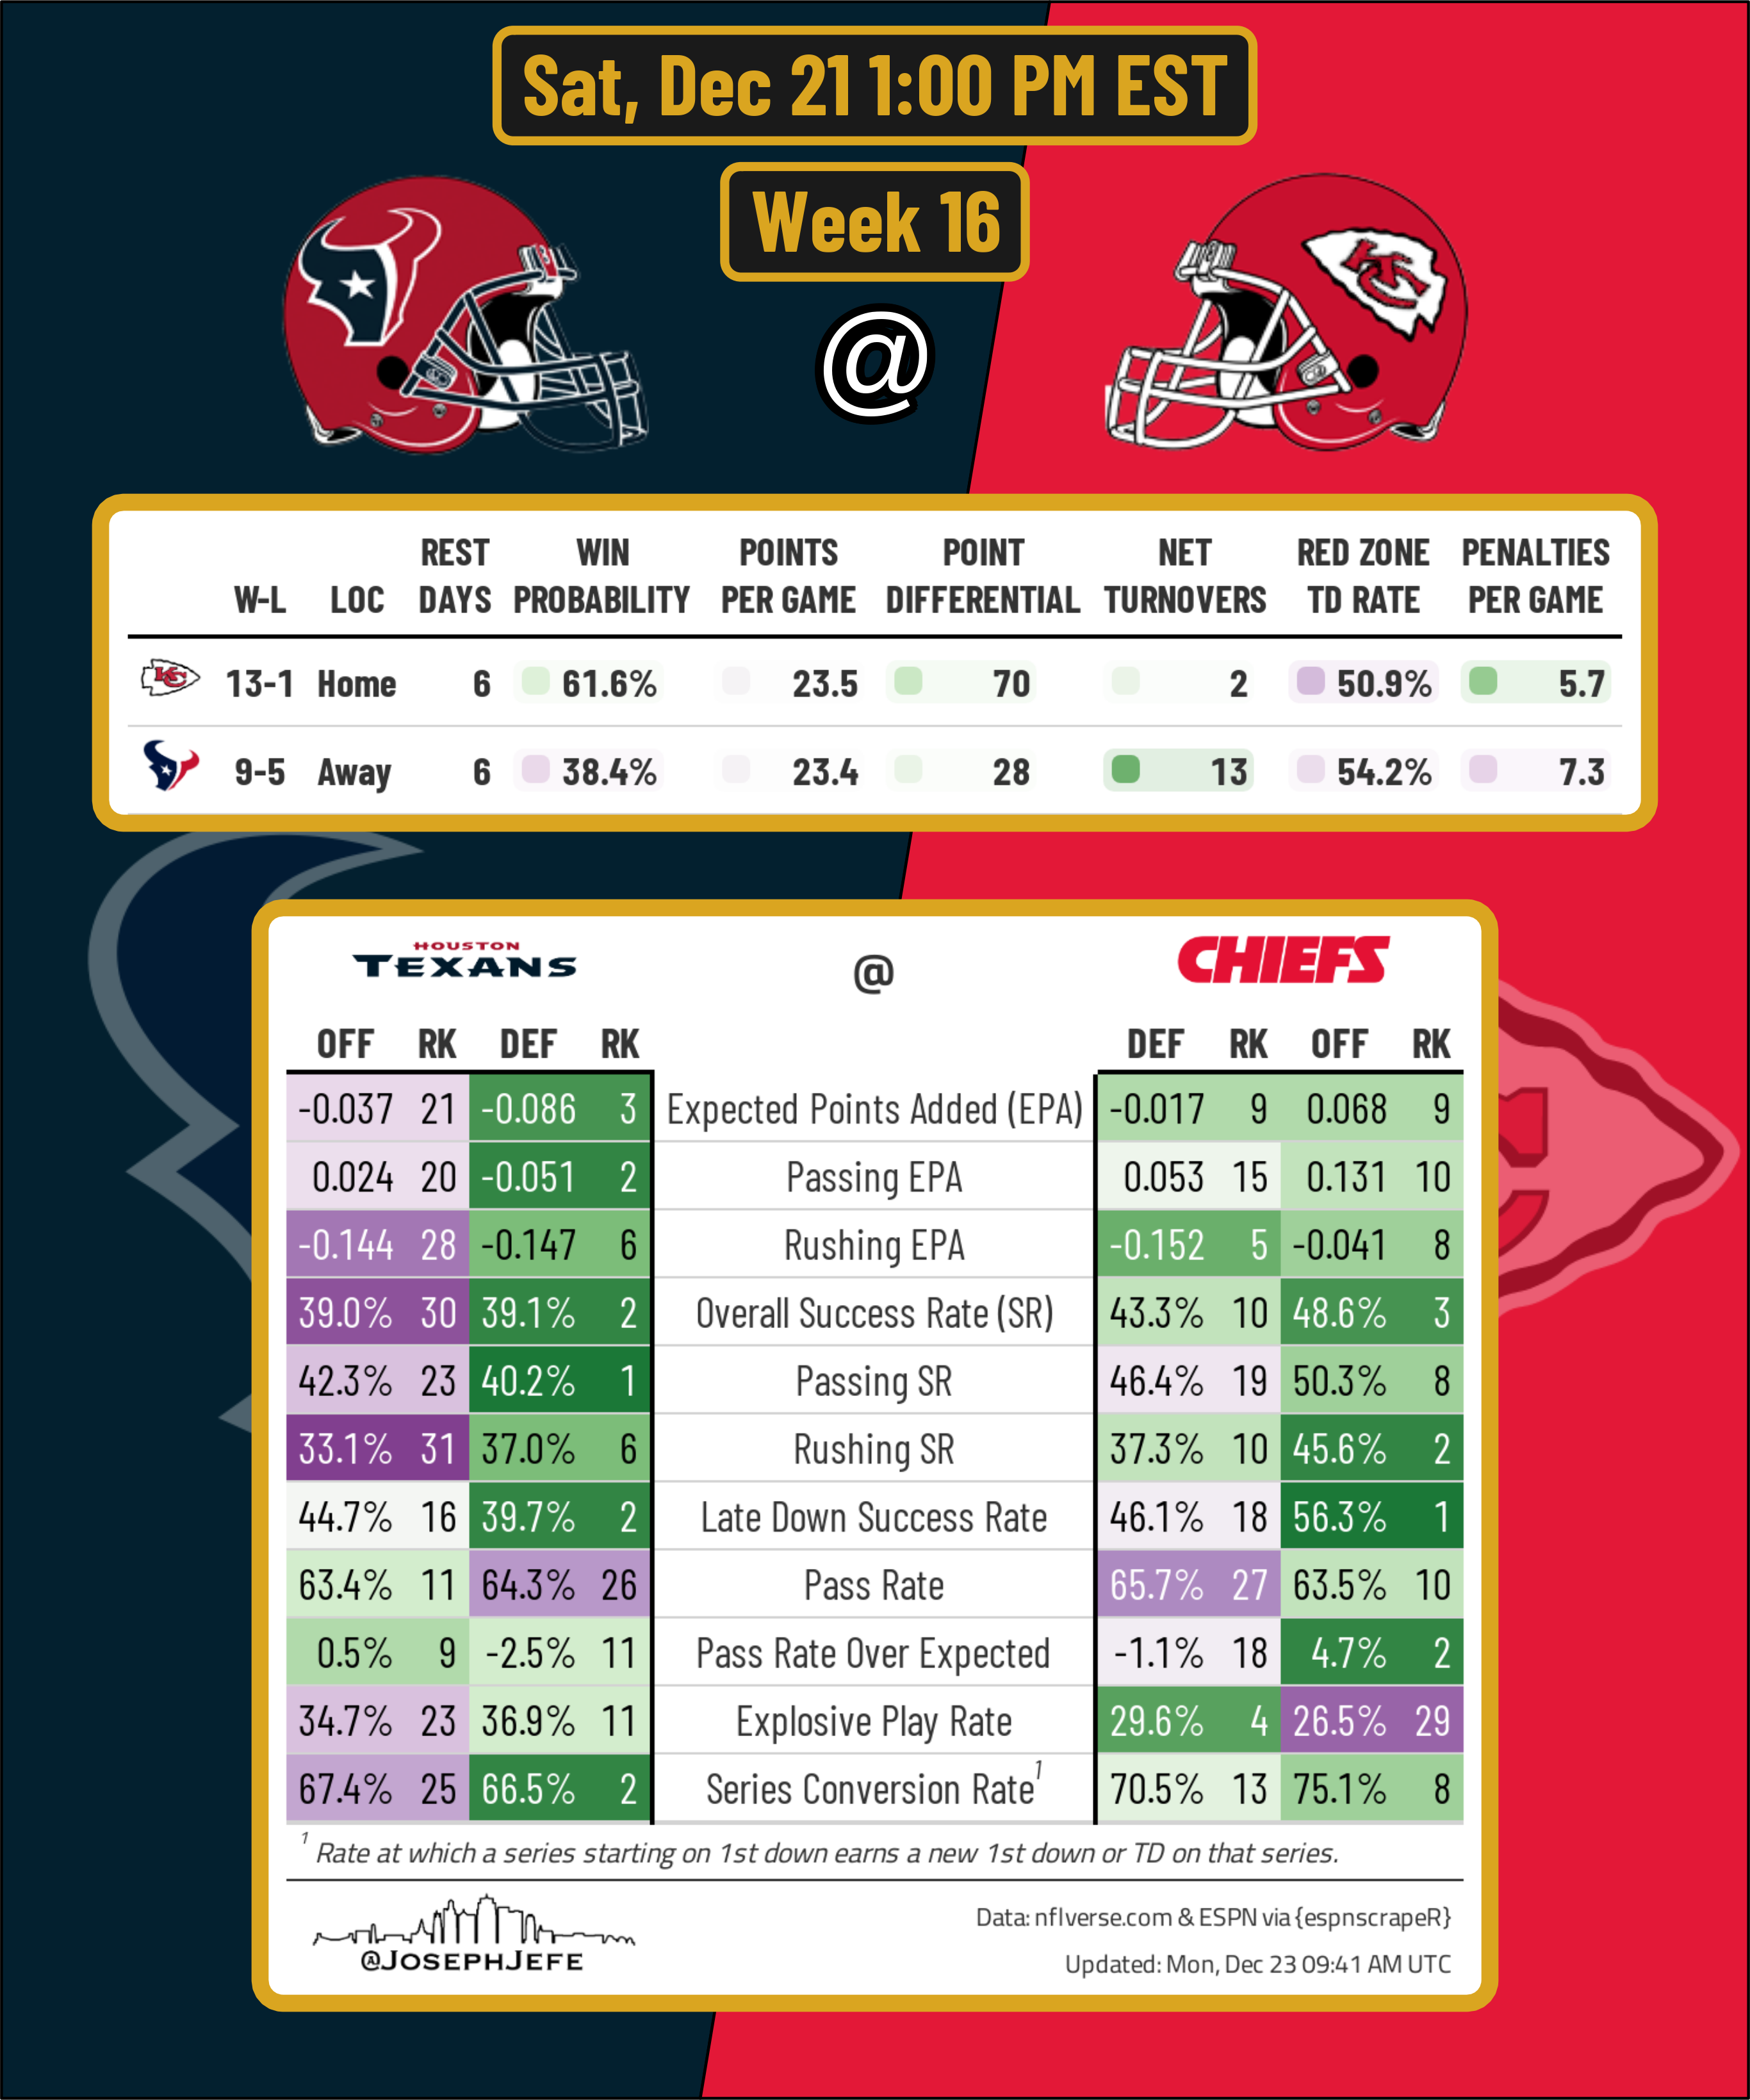 Sat, Dec 21 1:00 PM EST
Week 16
@
KC
W-L LOC REST DAYS WIN PROBABILITY POINTS PER GAME POINT DIFFERENTIAL NET TURNOVERS RED ZONE TD RATE PENALTIES PER GAME
KC 13-1 Home 6 61.6% 23.5 70 2 50.9% 5.7
9-5 Away 6 38.4% 23.4 28 13 54.2% 7.3
HOUSTON
TEXANS @ CHIEFS
OFF RK DEF RK DEF RK OFF RK
-0.037 21 -0.086 3 Expected Points Added (EPA) -0.017 9 0.068 9
0.024 20 -0.051 2 Passing EPA 0.053 15 0.131 10
-0.144 28 -0.147 6 Rushing EPA -0.152 5 -0.041 8
39.0% 30 39.1% 2 Overall Success Rate (SR) 43.3% 10 48.6% 3
42.3% 23 40.2% 1 Passing SR 46.4% 19 50.3% 8
33.1% 31 37.0% 6 Rushing SR 37.3% 10 45.6% 2
44.7% 16 39.7% 2 Late Down Success Rate 46.1% 18 56.3% 1
63.4% 11 64.3% 26 Pass Rate 65.7% 27 63.5% 10
0.5% 9 -2.5% 11 Pass Rate Over Expected -1.1% 18 4.7% 2
34.7% 23 36.9% 11 Explosive Play Rate 29.6% 4 26.5% 29
67.4% 25 66.5% 2 Series Conversion Rate¹ 70.5% 13 75.1% 8
¹ Rate at which a series starting on 1st down earns a new 1st down or TD on that series.
@JosephJefe
Data: nflverse.com & ESPN via {espnscrapeR}
Updated: Mon, Dec 23 09:41 AM UTC